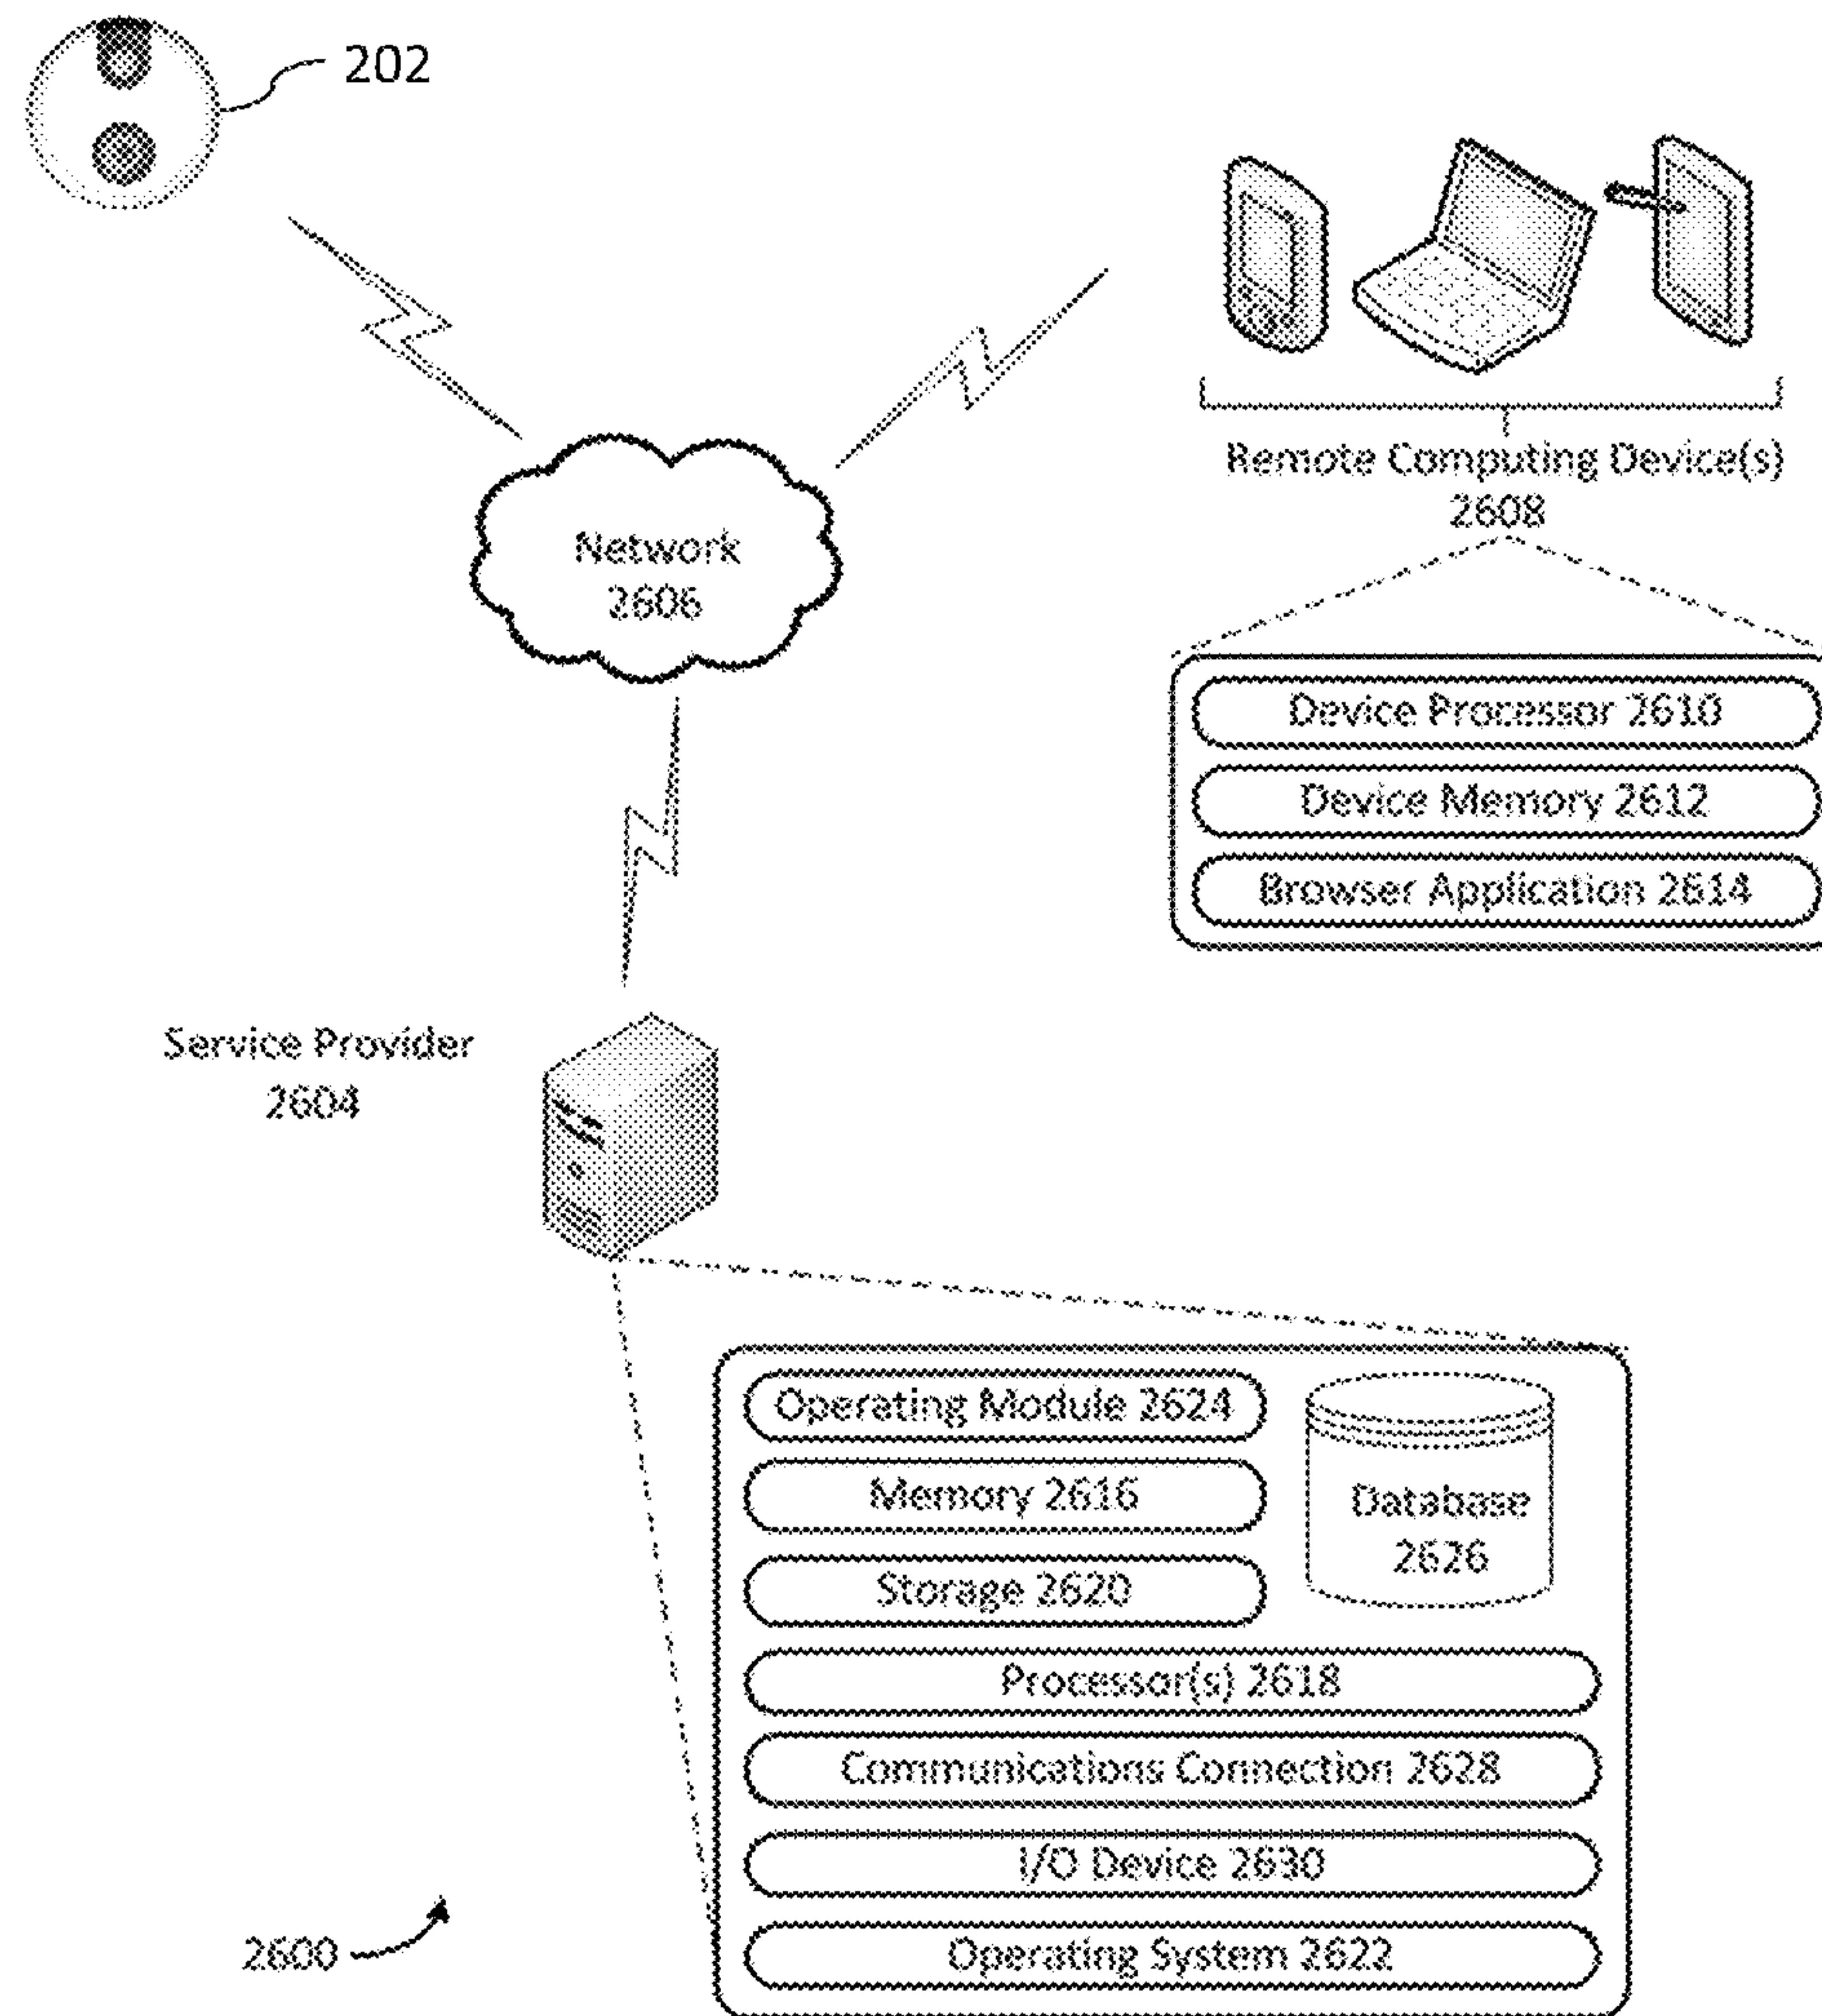 202
Remote Computing Device(s)
2608
Network
2606
Device Processor 2610
Device Memory 2612
Browser Application 2614
Service Provider
2604
Operating Module 2624
Memory 2616
Storage 2620
Database
2626
Processor(s) 2618
Communications Connection 2628
I/O Device 2630
Operating System 2622
2600